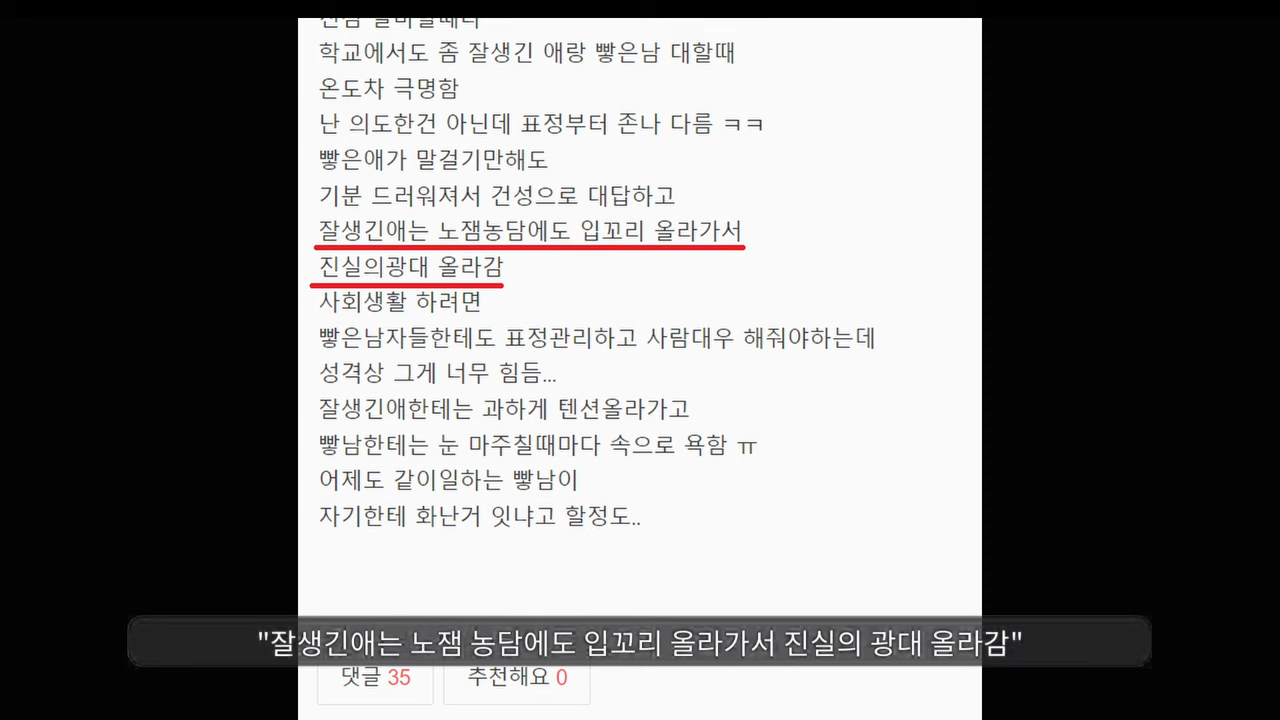 학교에서도 좀 잘생긴 애랑 빻은남 대할때
온도차 극명함
난 의도한건 아닌데 표정부터 존나 다름 ㅋㅋ
빻은애가 말걸기만해도
기분 드러워져서 건성으로 대답하고
잘생긴애는 노잼농담에도 입꼬리 올라가서
진실의광대 올라감
사회생활 하려면
빻은남자들한테도 표정관리하고 사람대우 해줘야하는데
성격상 그게 너무 힘듬...
잘생긴애한테는 과하게 텐션올라가고
빻남한테는 눈 마주칠때마다 속으로 욕함 ㅠ
어제도 같이일하는 빻남이
자기한테 화난거 잇냐고 할정도..
"잘생긴애는 노잼 농담에도 입꼬리 올라가서 진실의 광대 올라감"
댓글 35 추천해요 0